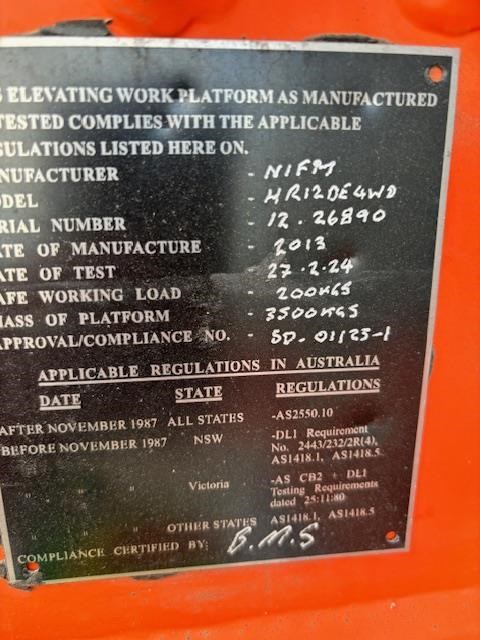 ELEVATING WORK PLATFORM AS MANUFACTURED
TESTED COMPLIES WITH THE APPLICABLE
GULATIONS LISTED HERE ON.
NUFACTURER - NIFM
ODEL - HR12DE4WD
RIAL NUMBER - 12.26890
ATE OF MANUFACTURE - 2013
ATE OF TEST - 27.2.24
AFE WORKING LOAD - 200KGS
ASS OF PLATFORM - 3500KGS
APPROVAL/COMPLIANCE NO. - SD-01123-1
APPLICABLE REGULATIONS IN AUSTRALIA
DATE STATE REGULATIONS
AFTER NOVEMBER 1987 ALL STATES -AS2550.10
BEFORE NOVEMBER 1987 NSW -DL1 Requirement
No. 2443/232/2R(4),
AS1418.1, AS1418.5
" " Victoria -AS CB2 + DL1
Testing Requirements
dated 25:11:80
" " OTHER STATES AS1418.1, AS1418.5
COMPLIANCE CERTIFIED BY: B.M.S